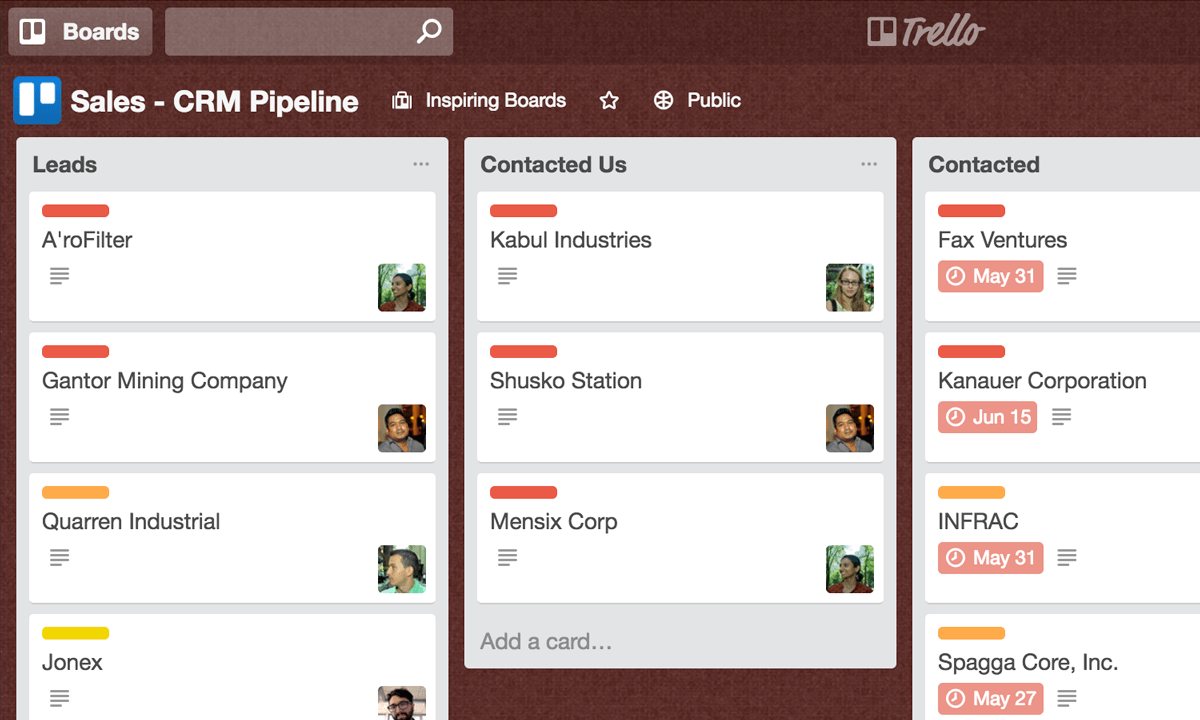 Boards
Trello
Sales - CRM Pipeline
Inspiring Boards
Public
Leads
A'roFilter
Gantor Mining Company
Quarren Industrial
Jonex
Contacted Us
Kabul Industries
Shusko Station
Mensix Corp
Add a card...
Contacted
Fax Ventures
May 31
Kanauer Corporation
Jun 15
INFRAC
May 31
Spagga Core, Inc.
May 27